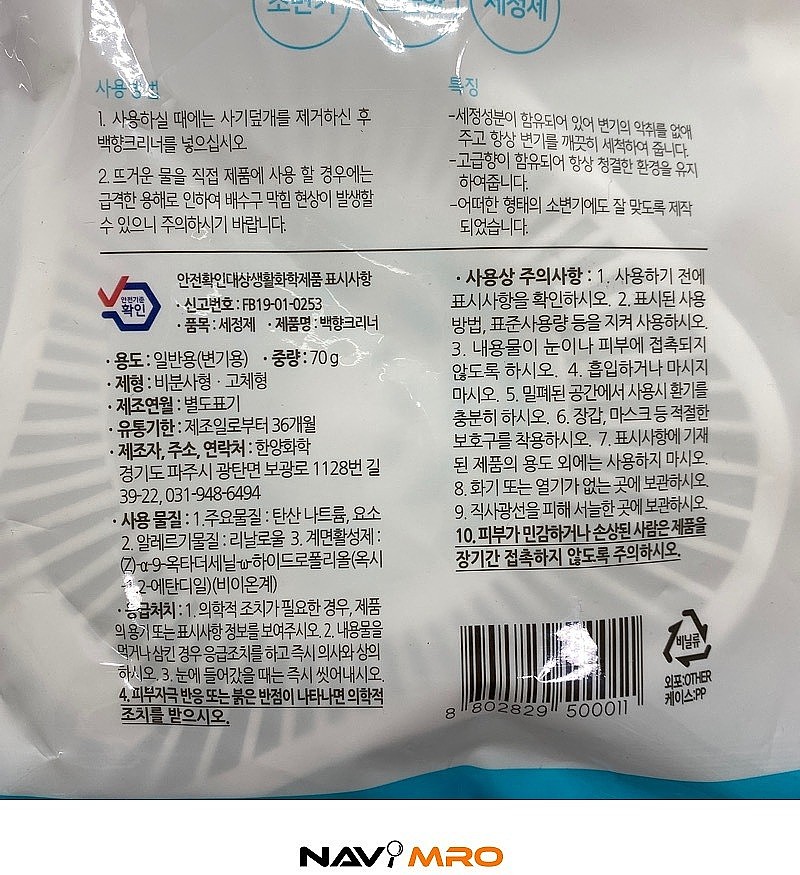 소변기
세정제
사용방법
1. 사용하실 때에는 사기덮개를 제거하신 후
백향크리너를 넣으십시오
2. 뜨거운 물을 직접 제품에 사용 할 경우에는
급격한 용해로 인하여 배수구 막힘 현상이 발생할
수 있으니 주의하시기 바랍니다.
특징
-세정성분이 함유되어 있어 변기의 악취를 없애
주고 항상 변기를 깨끗히 세척하여 줍니다.
-고급향이 함유되어 항상 청결한 환경을 유지
하여줍니다.
-어떠한 형태의 소변기에도 잘 맞도록 제작
되었습니다.
안전기준
확인
안전확인대상생활화학제품 표시사항
· 신고번호 : FB19-01-0253
· 품목 : 세정제 · 제품명 : 백향크리너
· 용도 : 일반용(변기용) · 중량 : 70 g
· 제형 : 비분사형 · 고체형
· 제조연월 : 별도표기
· 유통기한 : 제조일로부터 36개월
· 제조자, 주소, 연락처 : 한양화학
경기도 파주시 광탄면 보광로 1128번 길
39-22, 031-948-6494
· 사용 물질 : 1.주요물질 : 탄산 나트륨, 요소
2. 알레르기물질 : 리날로올 3. 계면활성제 :
(Z)-α-9-옥타더세닐-ω-하이드로폴리올(옥시
-1,2-에탄디일)(비이온계)
· 응급처치 : 1. 의학적 조치가 필요한 경우, 제품
의 용기 또는 표시사항 정보를 보여주시오. 2. 내용물을
먹거나 삼킨 경우 응급조치를 하고 즉시 의사와 상의
하시오. 3. 눈에 들어갔을 때는 즉시 씻어내시오.
4. 피부자극 반응 또는 붉은 반점이 나타나면 의학적
조치를 받으시오.
· 사용상 주의사항 : 1. 사용하기 전에
표시사항을 확인하시오. 2. 표시된 사용
방법, 표준사용량 등을 지켜 사용하시오.
3. 내용물이 눈이나 피부에 접촉되지
않도록 하시오. 4. 흡입하거나 마시지
마시오. 5. 밀폐된 공간에서 사용시 환기를
충분히 하시오. 6. 장갑, 마스크 등 적절한
보호구를 착용하시오. 7. 표시사항에 기재
된 제품의 용도 외에는 사용하지 마시오.
8. 화기 또는 열기가 없는 곳에 보관하시오.
9. 직사광선을 피해 서늘한 곳에 보관하시오.
10. 피부가 민감하거나 손상된 사람은 제품을
장기간 접촉하지 않도록 주의하시오.
8 802829 500011
비닐류
외포:OTHER
케이스:PP
NAVI MRO